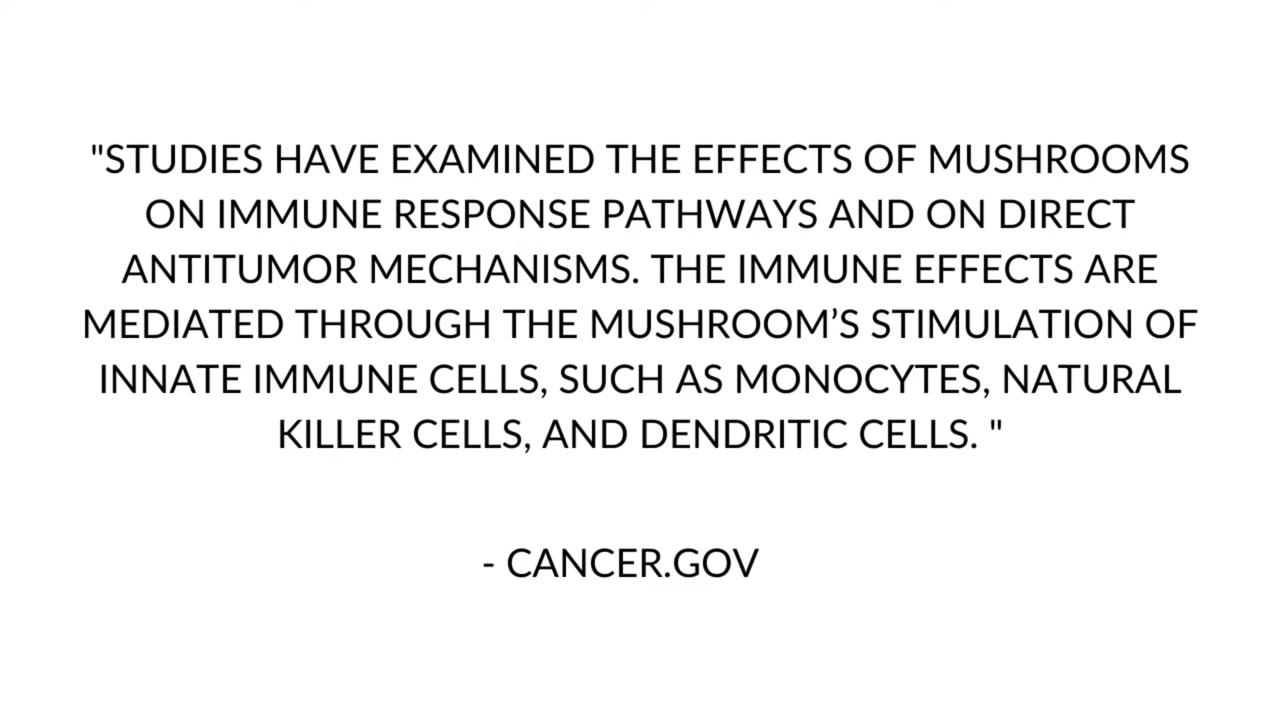 "STUDIES HAVE EXAMINED THE EFFECTS OF MUSHROOMS
ON IMMUNE RESPONSE PATHWAYS AND ON DIRECT
ANTITUMOR MECHANISMS. THE IMMUNE EFFECTS ARE
MEDIATED THROUGH THE MUSHROOM’S STIMULATION OF
INNATE IMMUNE CELLS, SUCH AS MONOCYTES, NATURAL
KILLER CELLS, AND DENDRITIC CELLS. "
- CANCER.GOV